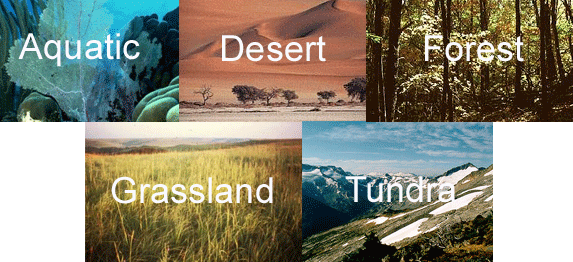 Aquatic
Desert
Forest
Grassland
Tundra